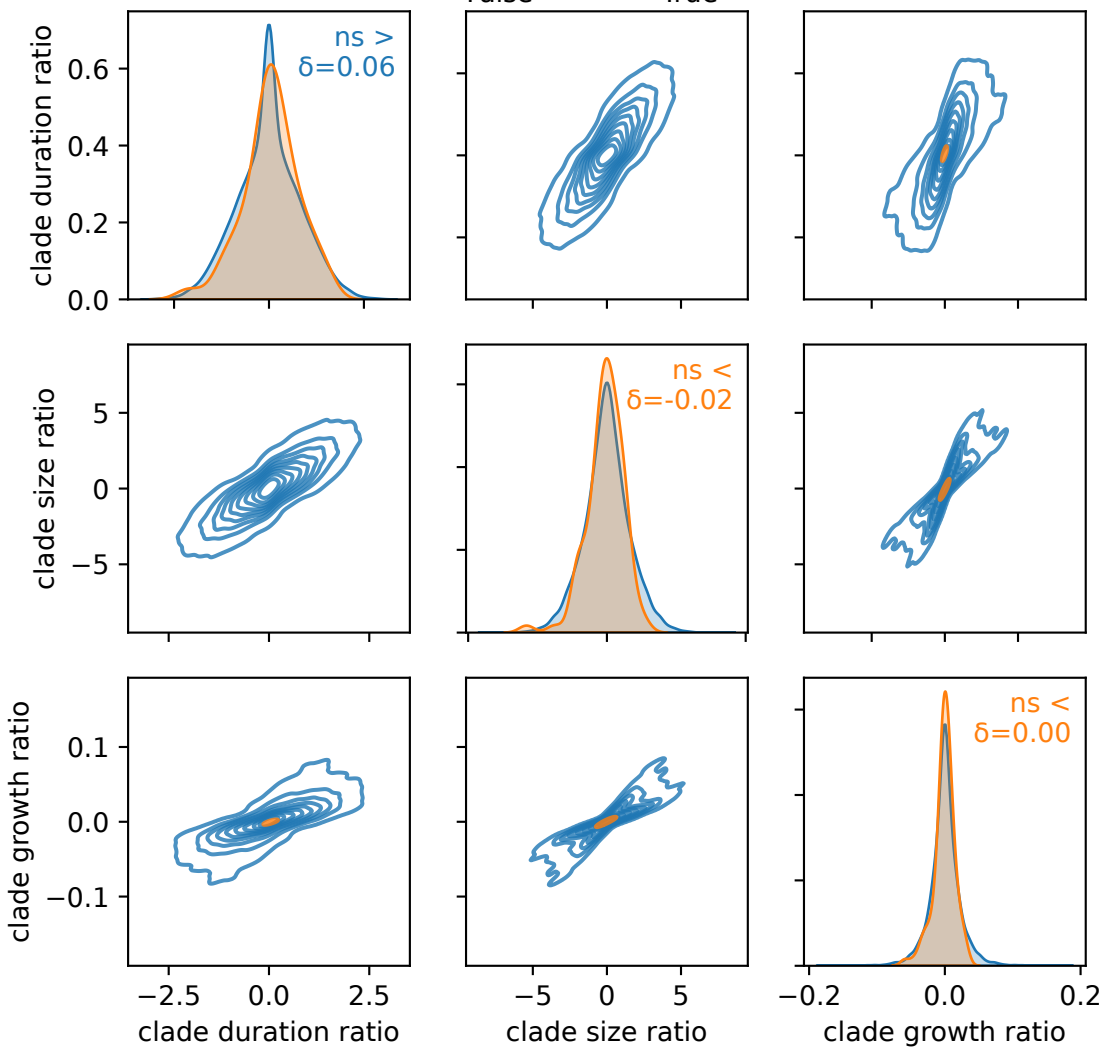 clade duration ratio
0.6
0.4
0.2
0.0
ns >
δ=0.06
clade size ratio
5
0
−5
ns <
δ=-0.02
clade growth ratio
0.1
0.0
−0.1
ns <
δ=0.00
−2.5 0.0 2.5
−5 0 5
−0.2 0.0 0.2
clade duration ratio
clade size ratio
clade growth ratio